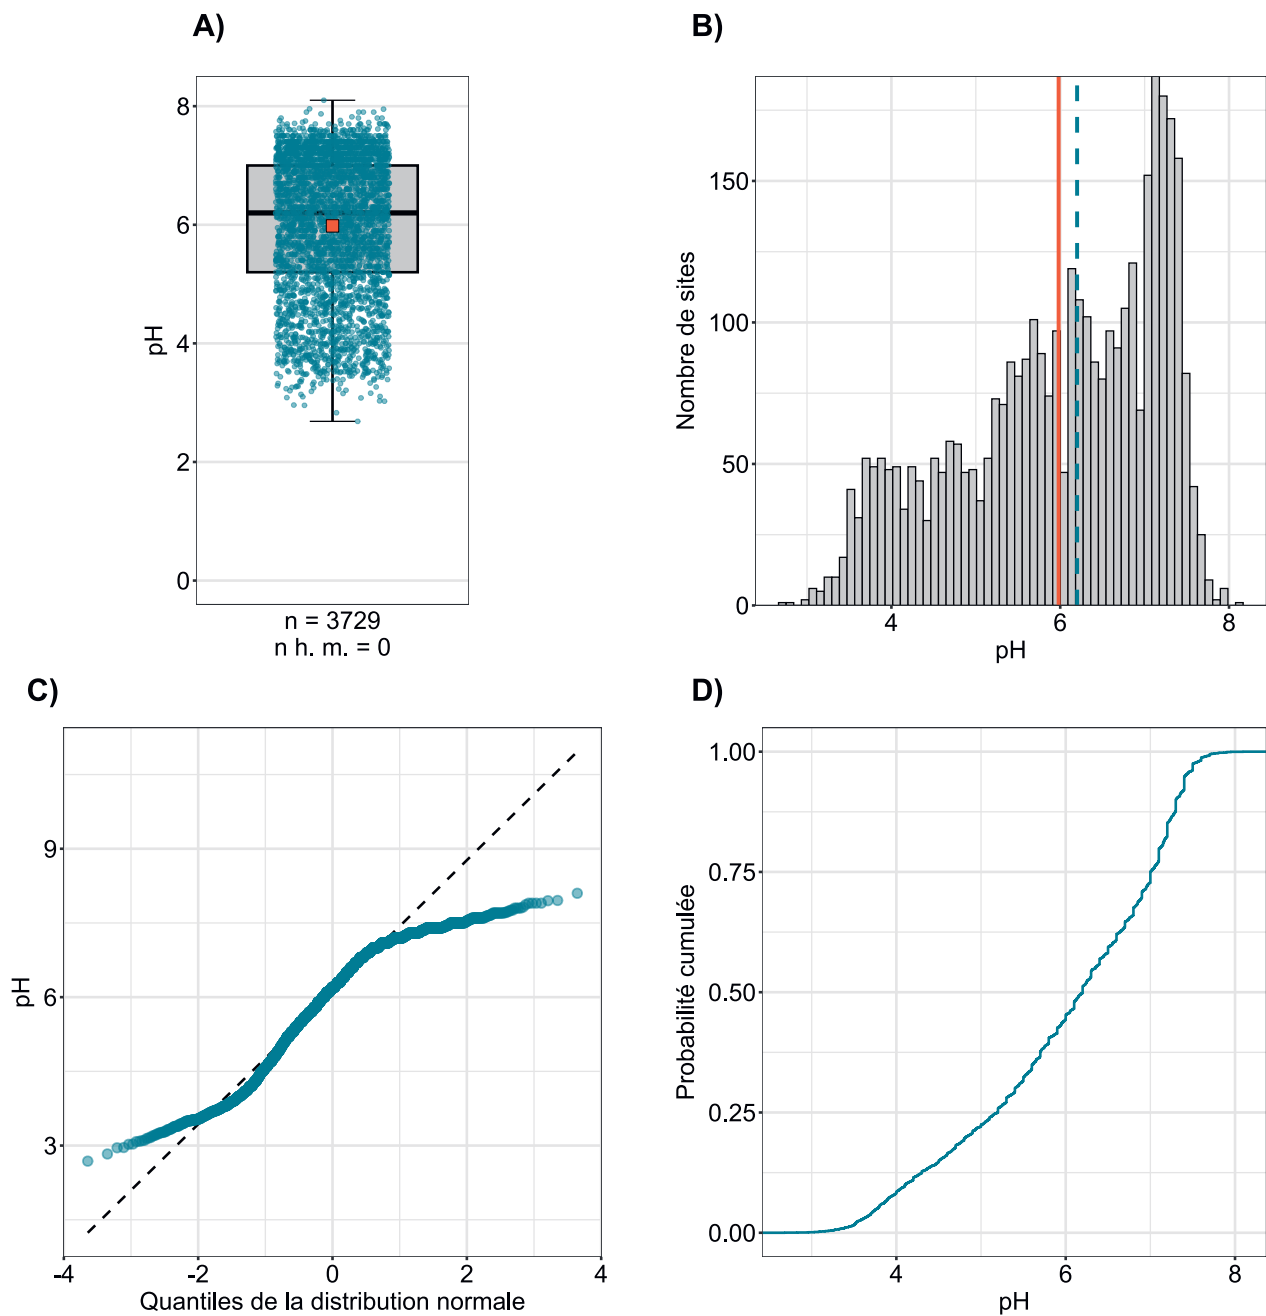 A)
B)
8
6
4
2
0
pH
n = 3729
n h. m. = 0
150
100
50
0
Nombre de sites
4 6 8
pH
C)
D)
9
6
3
pH
-4 -2 0 2 4
Quantiles de la distribution normale
1.00
0.75
0.50
0.25
0.00
Probabilité cumulée
4 6 8
pH